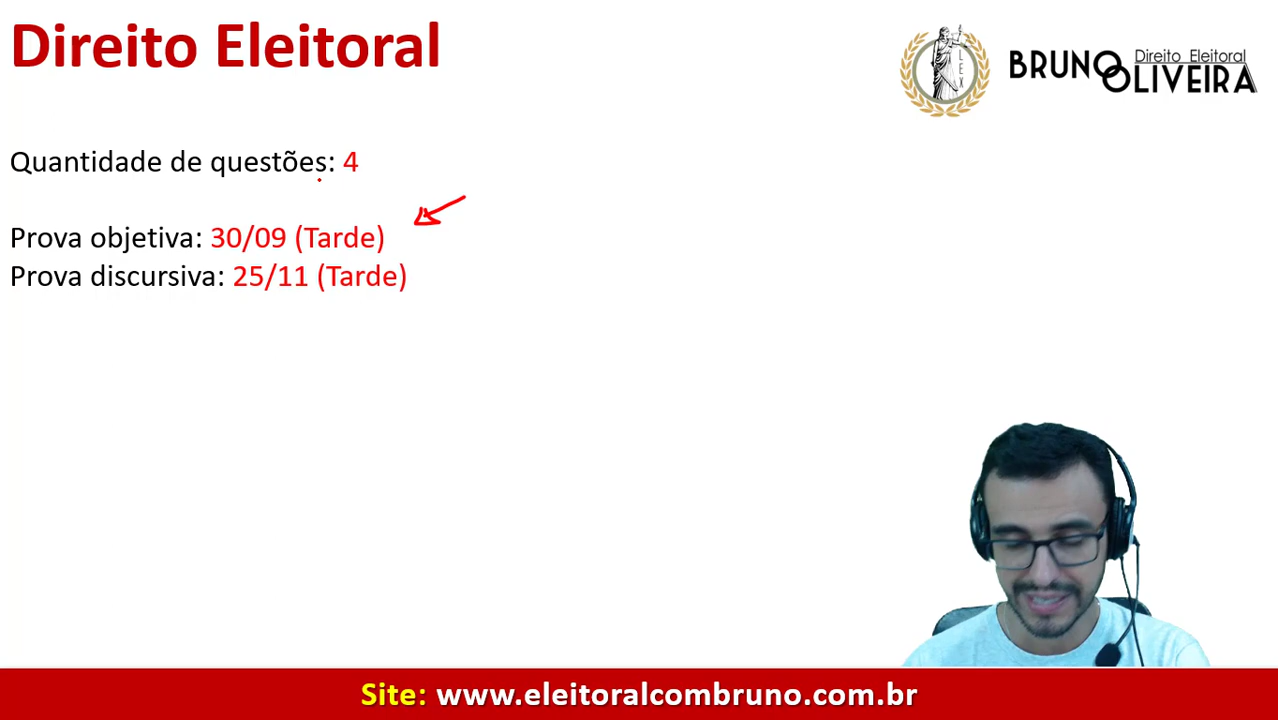 Direito Eleitoral
LEX
Direito Eleitoral
BRUNO
OLIVEIRA
Quantidade de questões: 4
Prova objetiva: 30/09 (Tarde)
Prova discursiva: 25/11 (Tarde)
Site: www.eleitoralcombruno.com.br